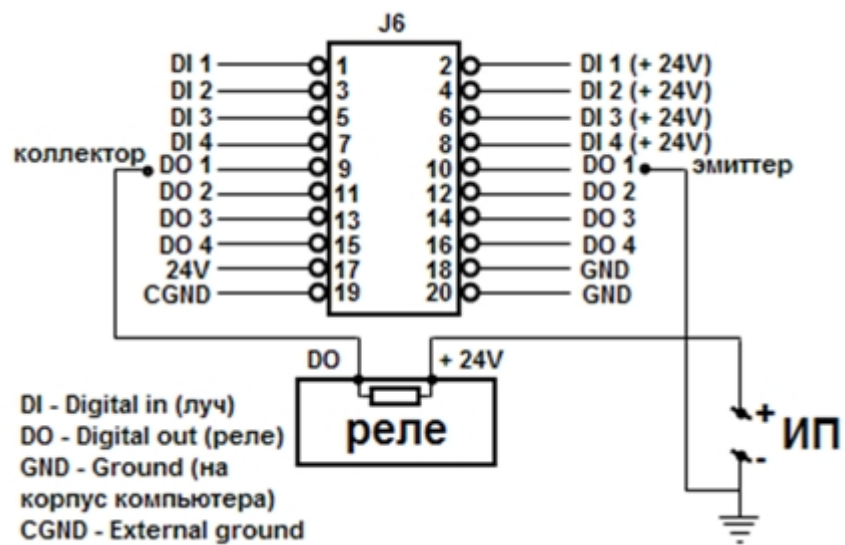 J6
DI 1 1 2 DI 1 (+ 24V)
DI 2 3 4 DI 2 (+ 24V)
DI 3 5 6 DI 3 (+ 24V)
DI 4 7 8 DI 4 (+ 24V)
коллектор DO 1 9 10 DO 1 эмиттер
DO 2 11 12 DO 2
DO 3 13 14 DO 3
DO 4 15 16 DO 4
24V 17 18 GND
CGND 19 20 GND
DO + 24V
реле
+ ИП
-
DI - Digital in (луч)
DO - Digital out (реле)
GND - Ground (на
корпус компьютера)
CGND - External ground